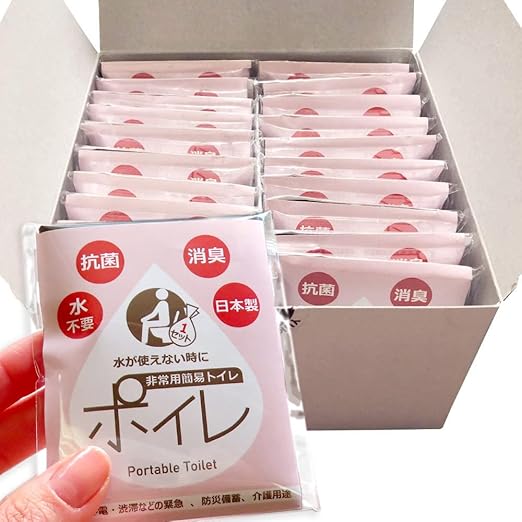 抗菌
消臭
水
不要
日本製
1
セット
水が使えない時に
非常用簡易トイレ
ポイレ
Portable Toilet
電・渋滞などの緊急、防災備蓄、介護用途
抗菌
消臭